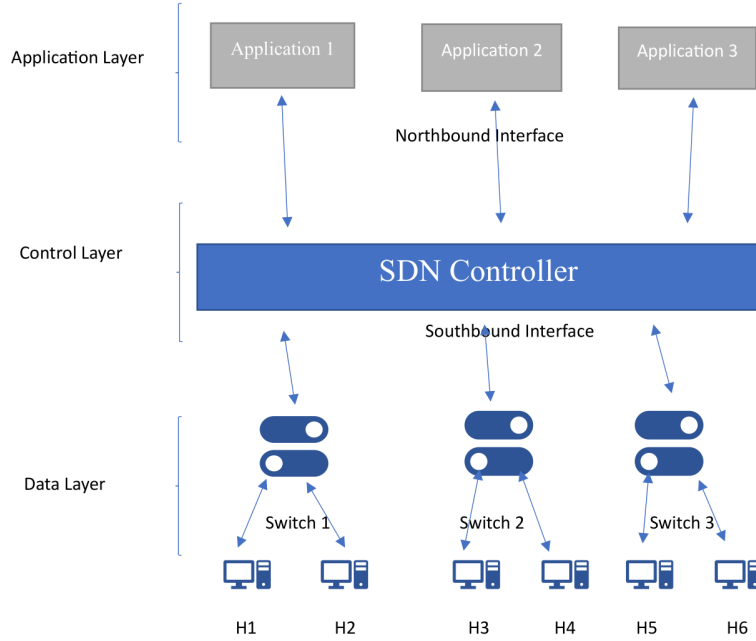 Application Layer
Application 1
Application 2
Application 3
Northbound Interface
Control Layer
SDN Controller
Southbound Interface
Data Layer
Switch 1
Switch 2
Switch 3
H1
H2
H3
H4
H5
H6